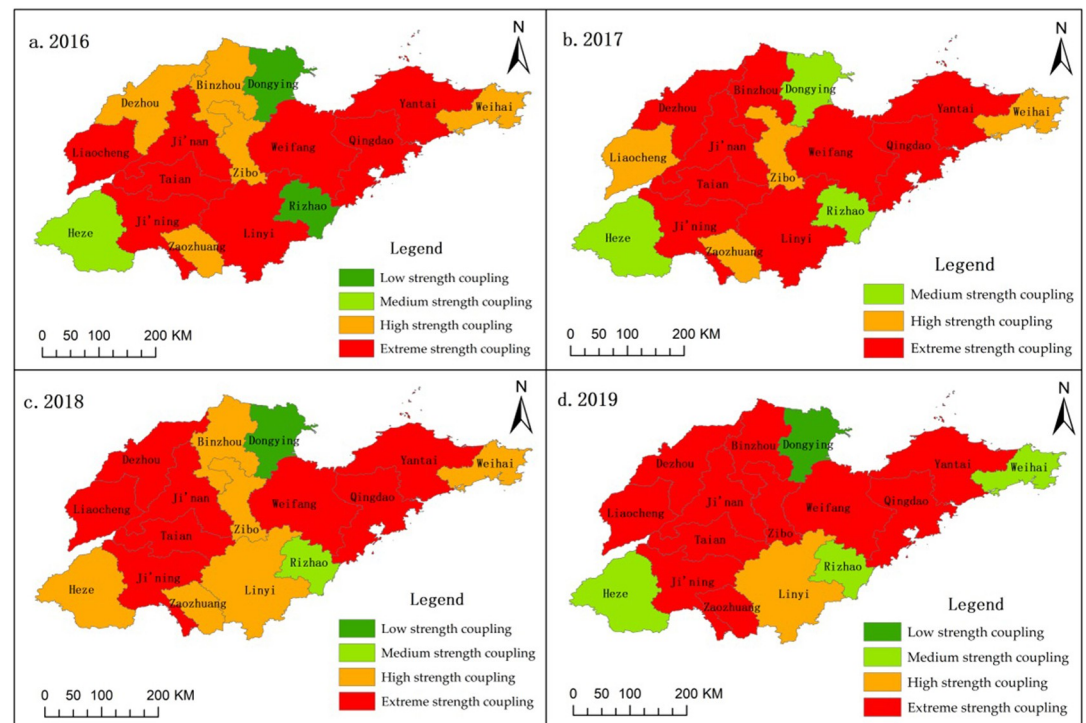 a. 2016
N
Binzhou
Dongying
Dezhou
Yantai
Weihai
Liaocheng
Ji'nan
Weifang
Qingdao
Taian
Zibo
Heze
Ji'ning
Linyi
Rizhao
Zaozhuang
Legend
Low strength coupling
Medium strength coupling
High strength coupling
Extreme strength coupling
0 50 100 200 KM
b. 2017
N
Binzhou
Dongying
Dezhou
Yantai
Weihai
Liaocheng
Ji'nan
Weifang
Qingdao
Taian
Zibo
Heze
Ji'ning
Linyi
Rizhao
Zaozhuang
Legend
Medium strength coupling
High strength coupling
Extreme strength coupling
0 50 100 200 KM
c. 2018
N
Binzhou
Dongying
Dezhou
Yantai
Weihai
Liaocheng
Ji'nan
Weifang
Qingdao
Taian
Zibo
Heze
Ji'ning
Linyi
Rizhao
Zaozhuang
Legend
Low strength coupling
Medium strength coupling
High strength coupling
Extreme strength coupling
0 50 100 200 KM
d. 2019
N
Binzhou
Dongying
Dezhou
Yantai
Weihai
Liaocheng
Ji'nan
Weifang
Qingdao
Taian
Zibo
Heze
Ji'ning
Linyi
Rizhao
Zaozhuang
Legend
Low strength coupling
Medium strength coupling
High strength coupling
Extreme strength coupling
0 50 100 200 KM